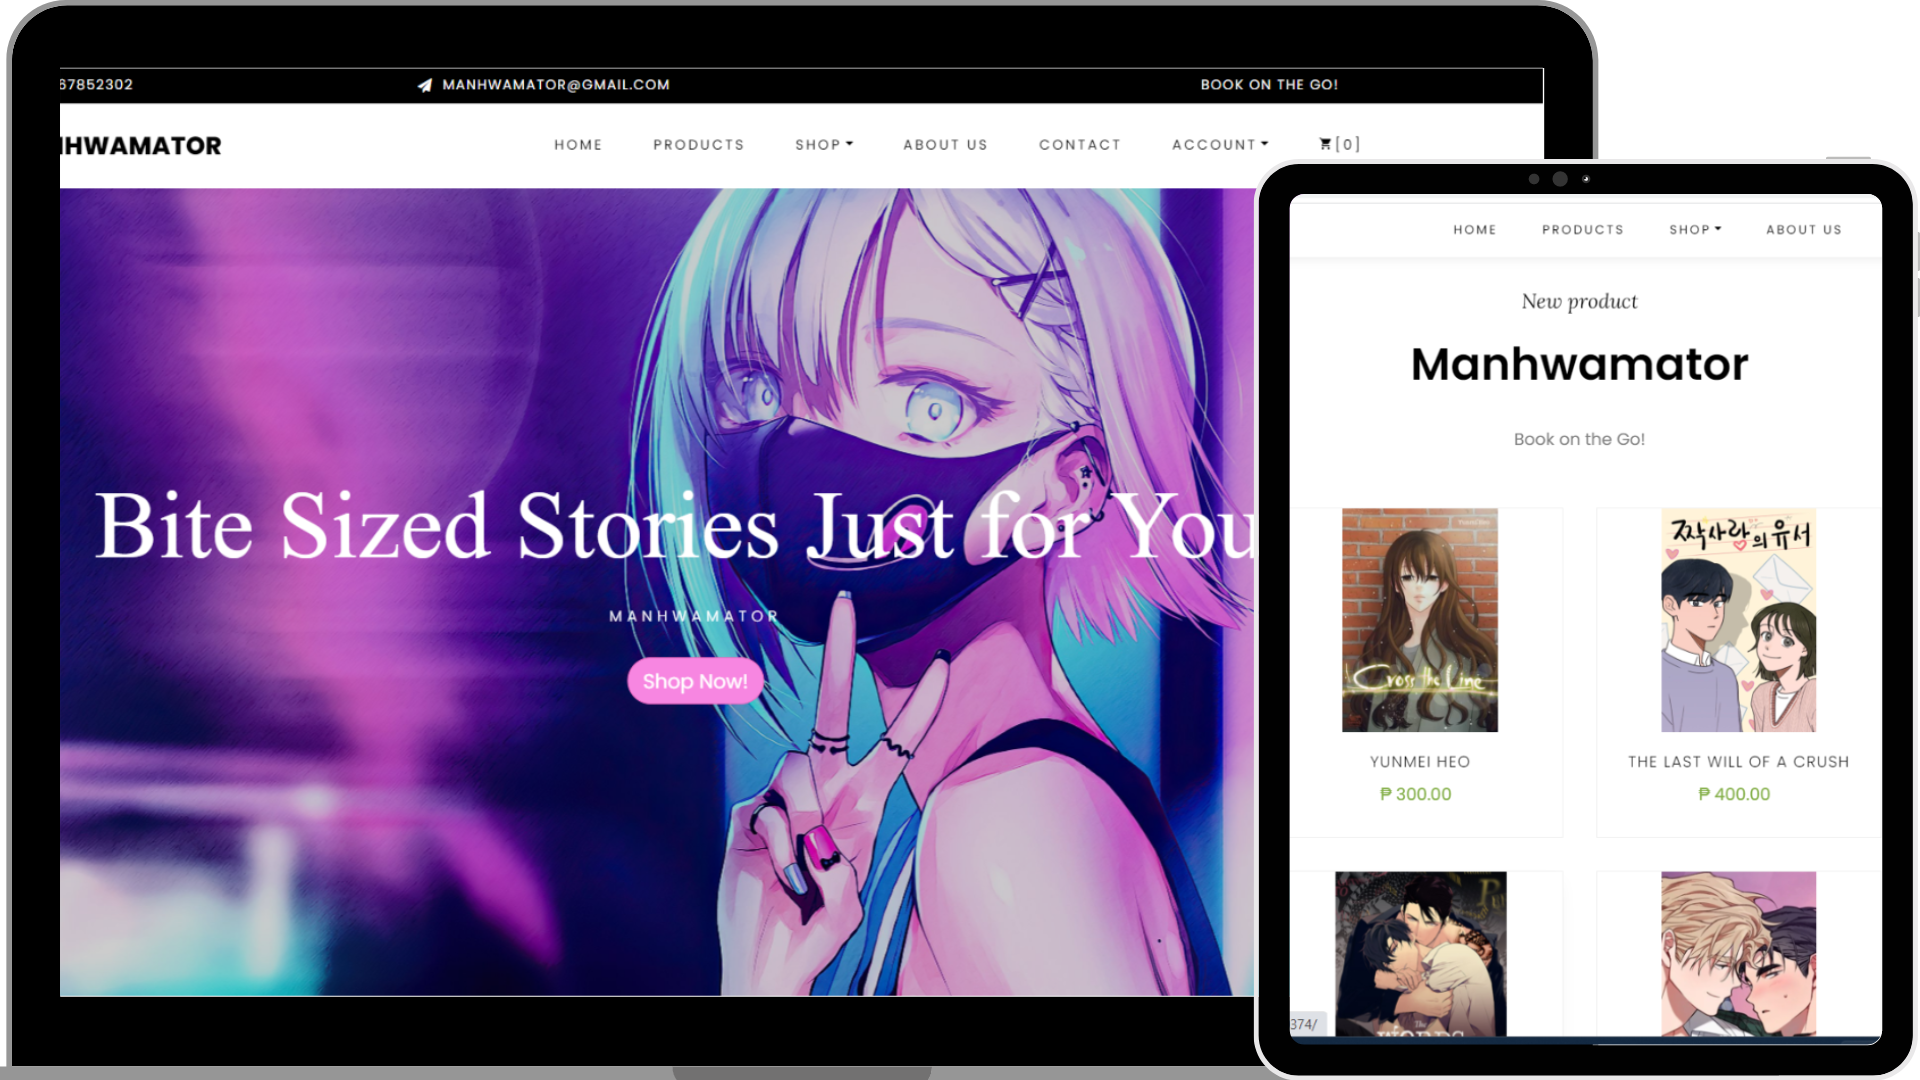 67852302
MANHWAMATOR@GMAIL.COM
BOOK ON THE GO!
HWAMATOR
HOME
PRODUCTS
SHOP
ABOUT US
CONTACT
ACCOUNT
[0]
Bite Sized Stories Just for You
MANHWAMATOR
Shop Now!
HOME
PRODUCTS
SHOP
ABOUT US
New product
Manhwamator
Book on the Go!
Cross the Line
짝사랑의 유서
YUNMEI HEO
THE LAST WILL OF A CRUSH
₱ 300.00
₱ 400.00
The
WORDS
374/